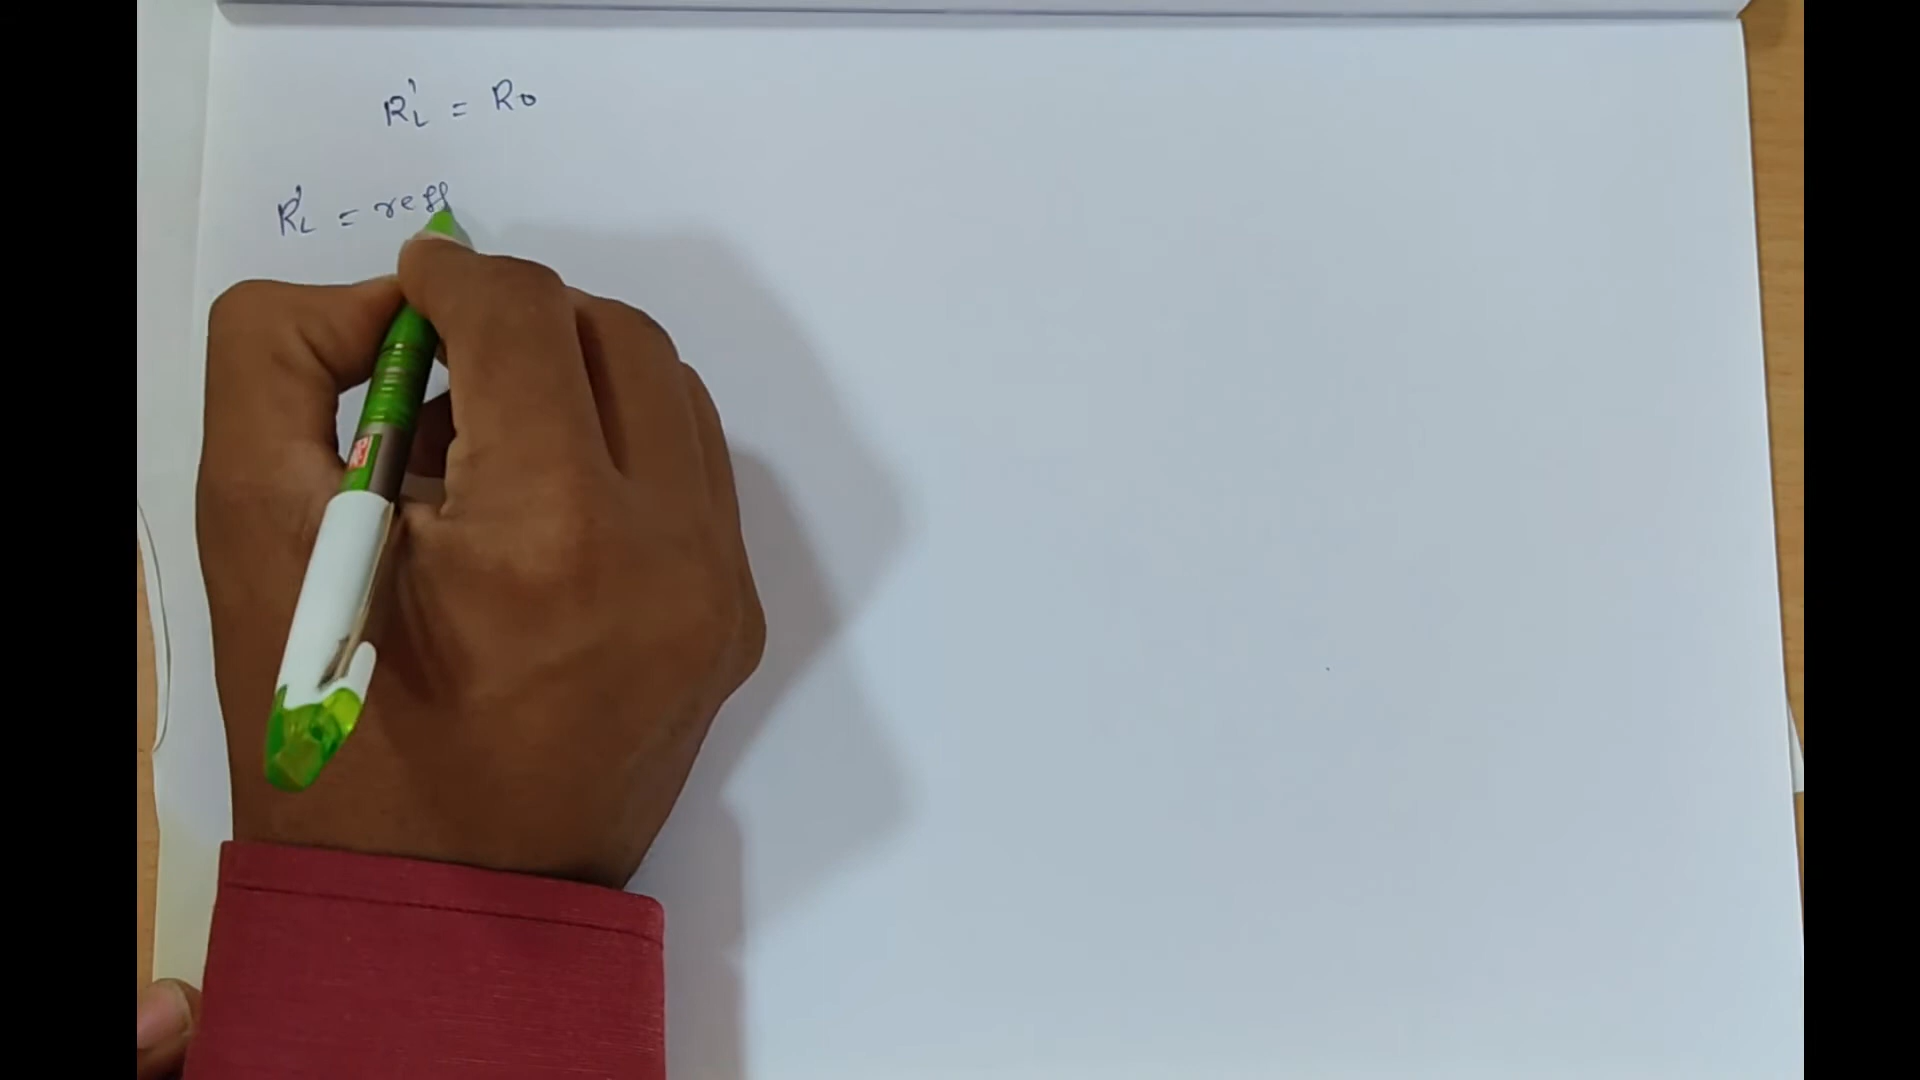 R'L = Ro
R'L = reff